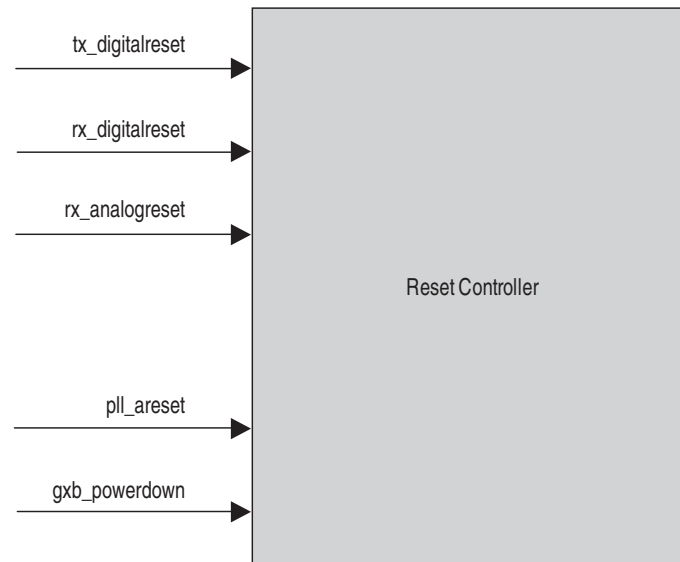 tx_digitalreset
rx_digitalreset
rx_analogreset
Reset Controller
pll_areset
gxb_powerdown